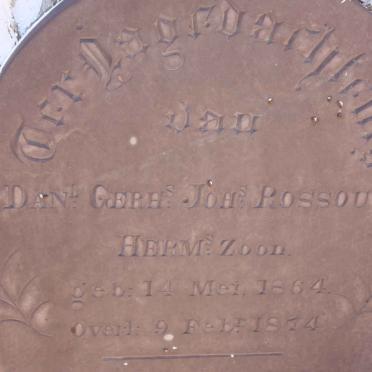 Ter Nagedachtenis
van
Danl. Gerhs. Johs. Rossou
Herms. Zoon.
geb: 14 Mei, 1864.
Overl: 9 Febr. 1874